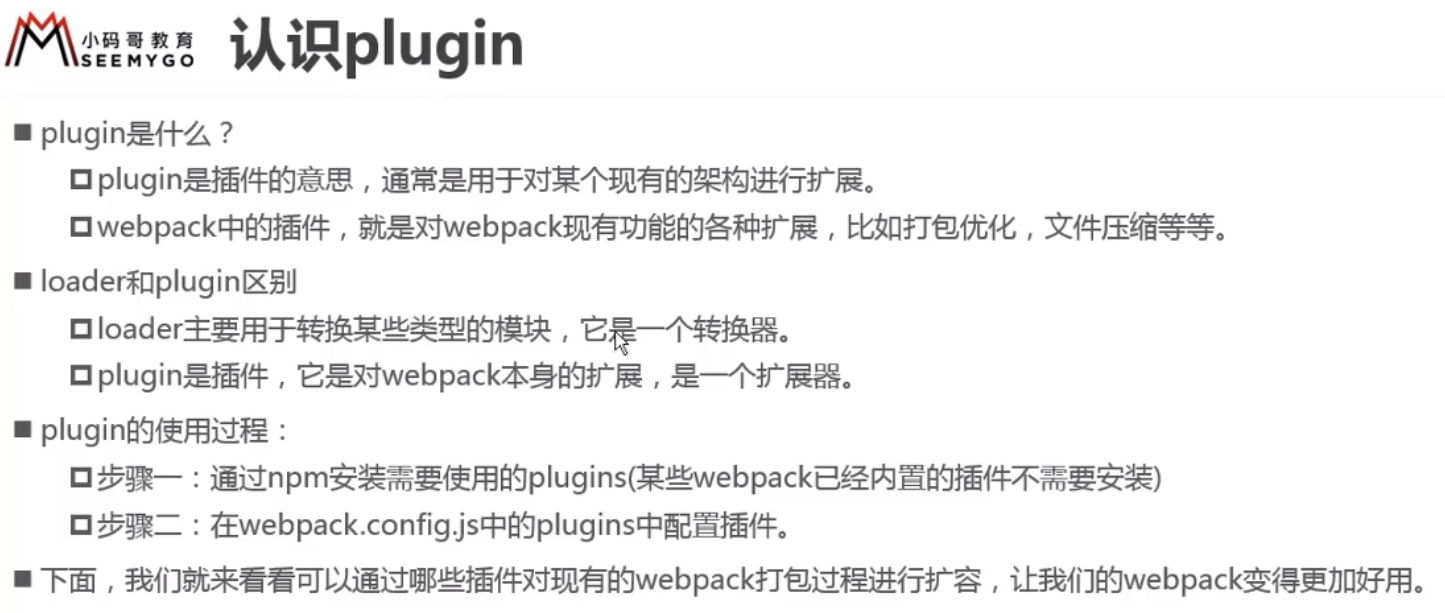 小码哥教育
SEEMYGO
认识plugin
plugin是什么？
plugin是插件的意思，通常是用于对某个现有的架构进行扩展。
webpack中的插件，就是对webpack现有功能的各种扩展，比如打包优化，文件压缩等等。
loader和plugin区别
loader主要用于转换某些类型的模块，它是一个转换器。
plugin是插件，它是对webpack本身的扩展，是一个扩展器。
plugin的使用过程：
步骤一：通过npm安装需要使用的plugins(某些webpack已经内置的插件不需要安装)
步骤二：在webpack.config.js中的plugins中配置插件。
下面，我们就来看看可以通过哪些插件对现有的webpack打包过程进行扩容，让我们的webpack变得更加好用。